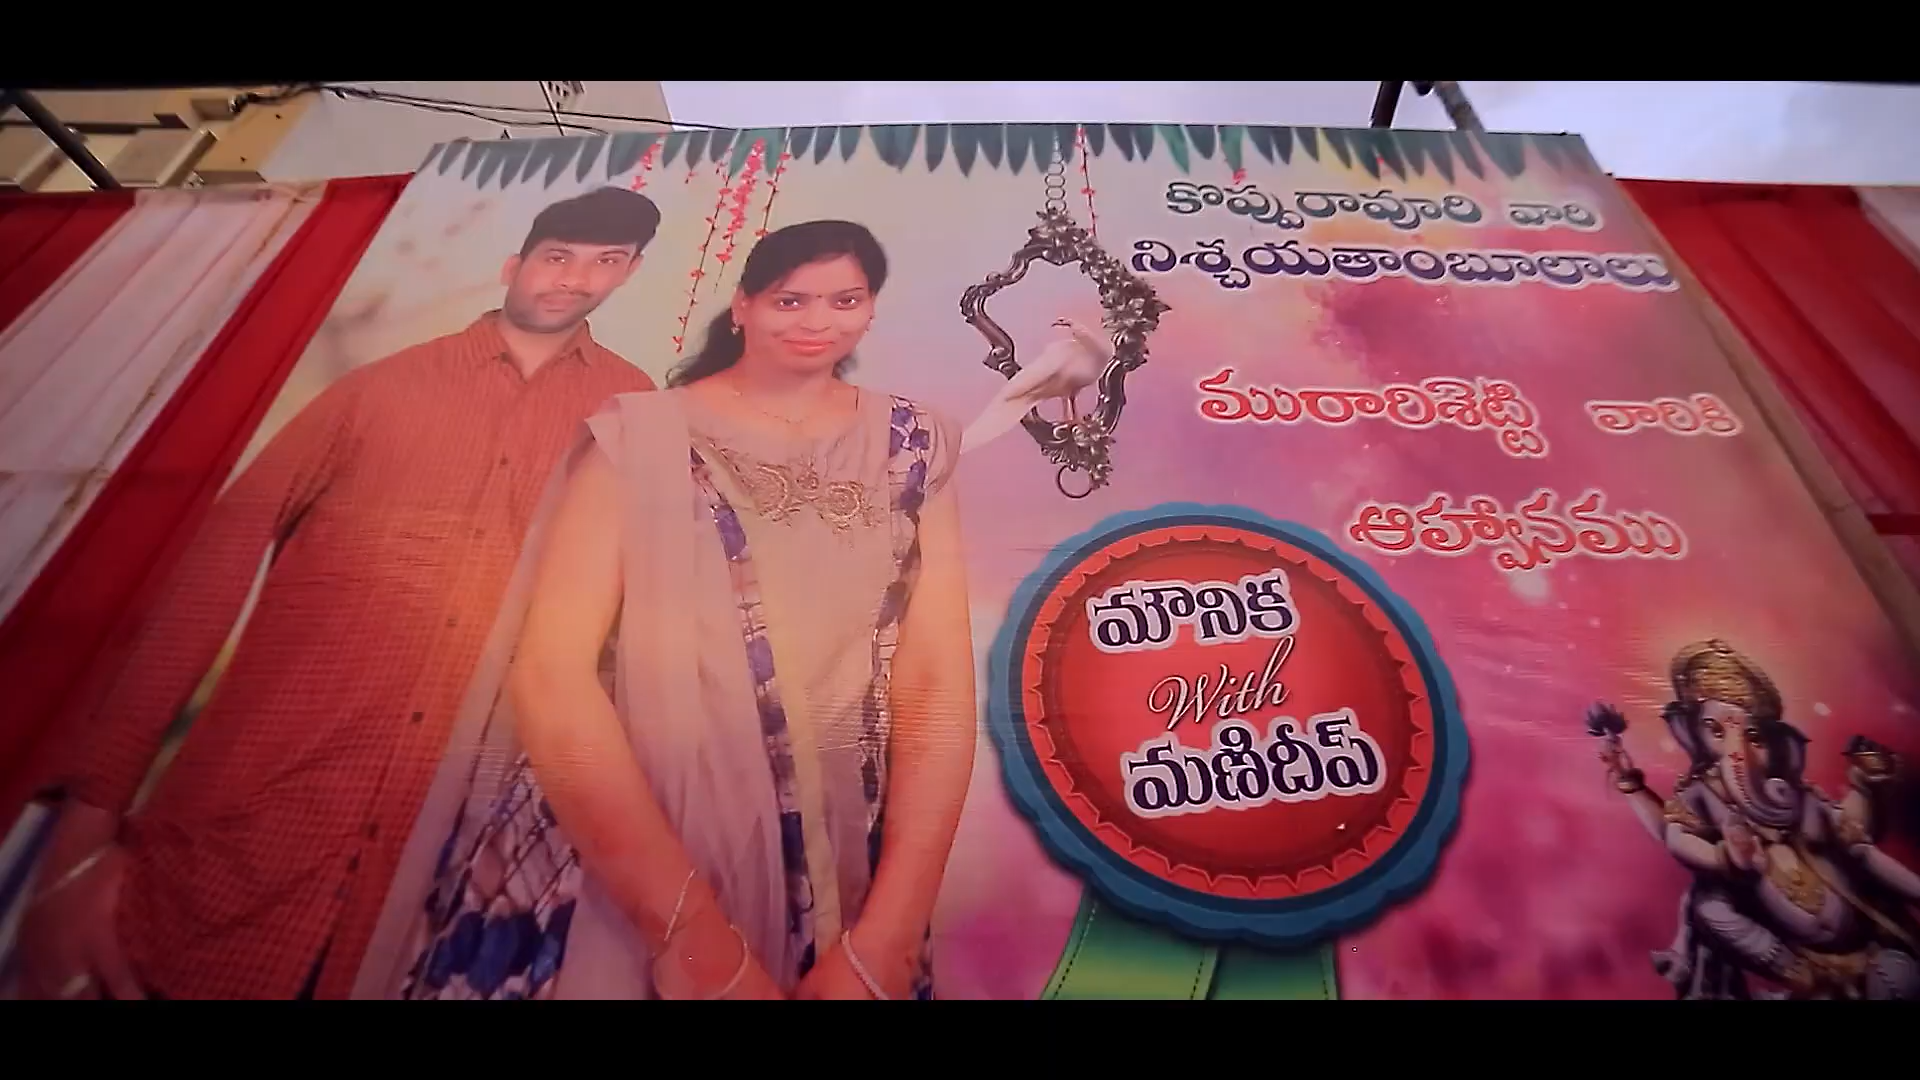 కొప్పురావూరి వారి
నిశ్చయతాంబూలాలు
మురారిశెట్టి వారికి
ఆహ్వానము
మౌనిక
With
మణిదీప్